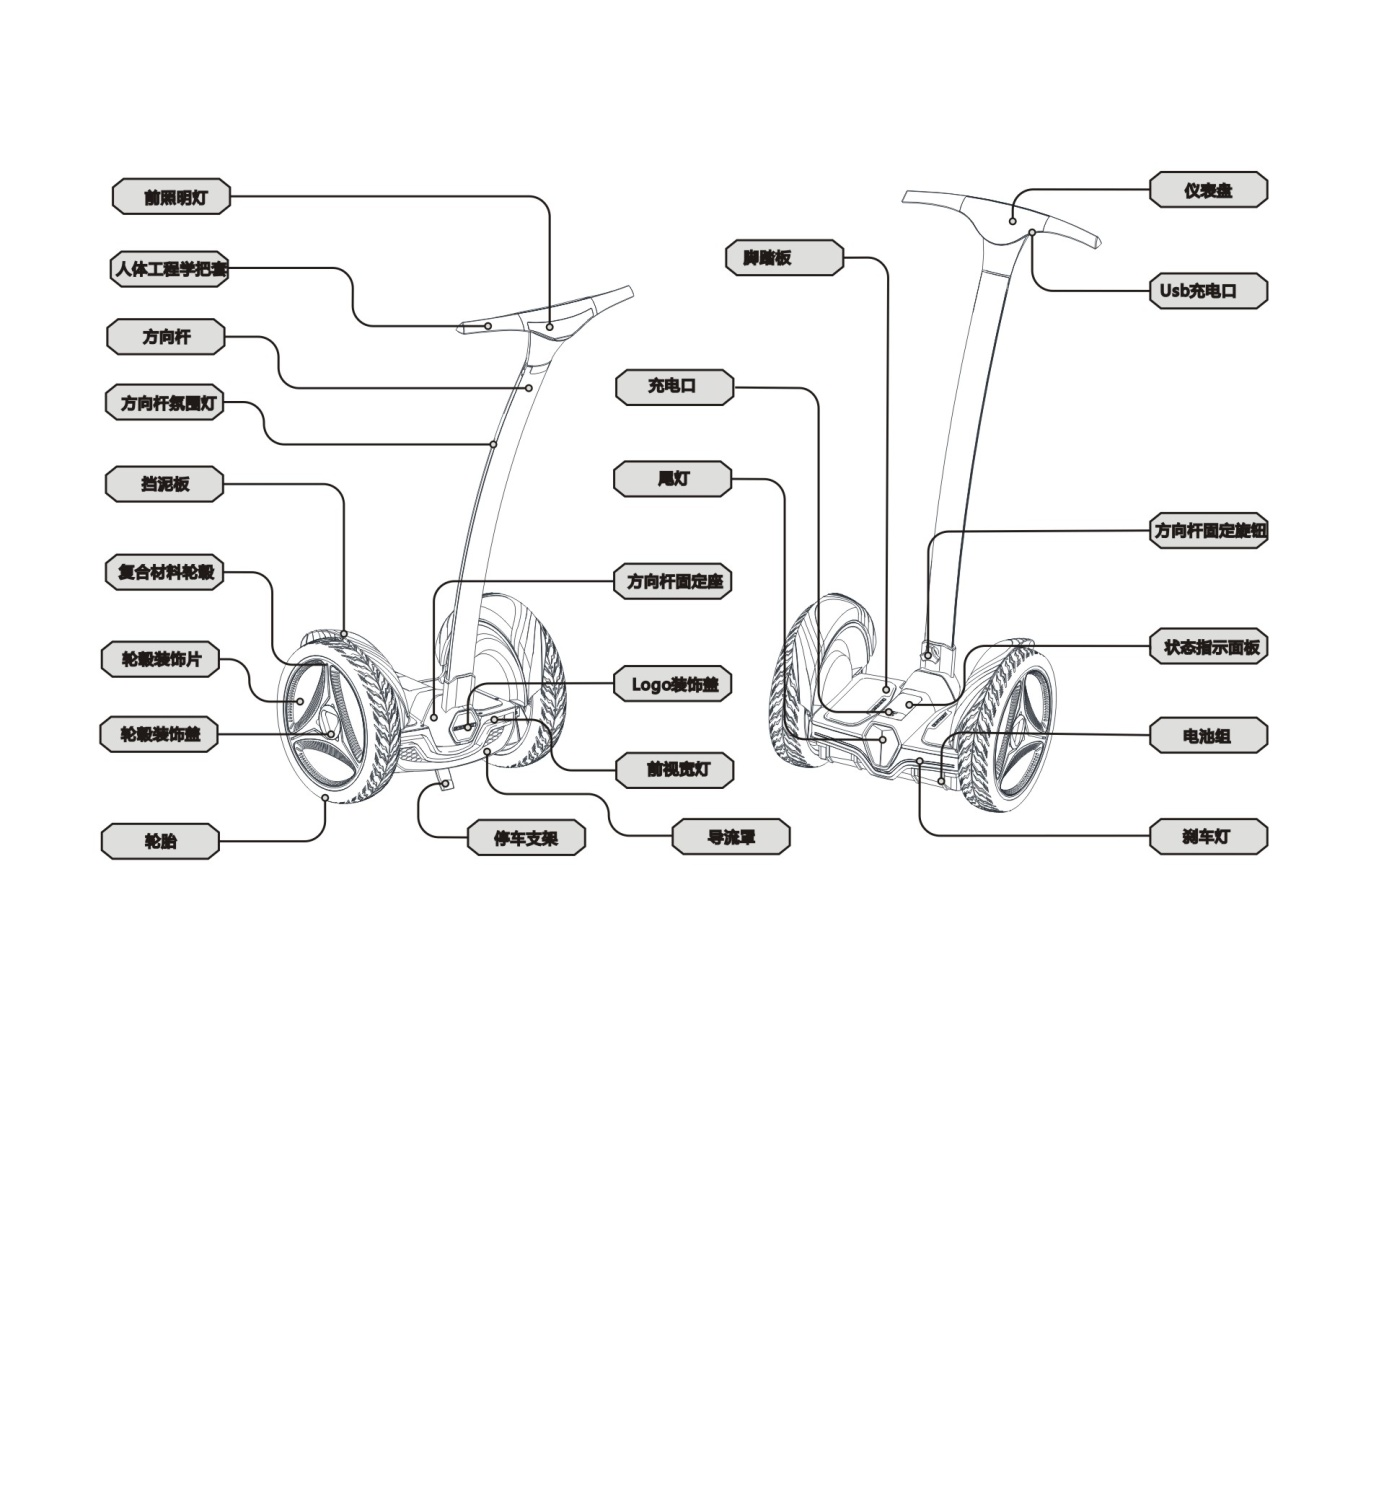 前照明灯
人体工程学把套
方向杆
方向杆氛围灯
挡泥板
复合材料轮毂
轮毂装饰片
轮毂装饰盖
轮胎
方向杆固定座
Logo装饰盖
前视宽灯
停车支架
导流罩
脚踏板
充电口
尾灯
仪表盘
Usb充电口
方向杆固定旋钮
状态指示面板
电池组
刹车灯